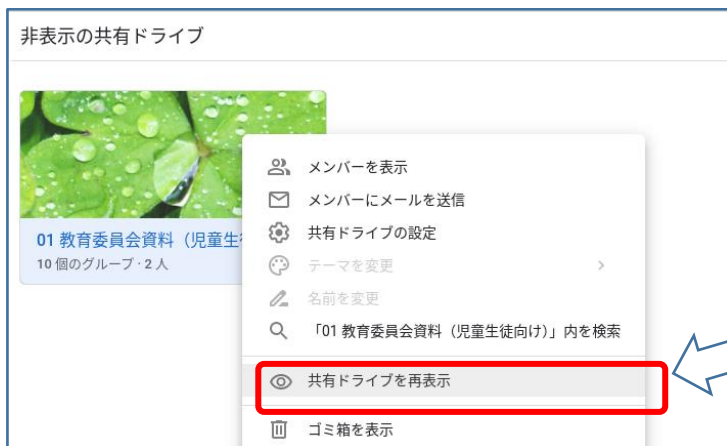 非表示の共有ドライブ
01 教育委員会資料（児童生
10 個のグループ · 2 人
メンバーを表示
メンバーにメールを送信
共有ドライブの設定
テーマを変更
名前を変更
「01 教育委員会資料（児童生徒向け）」内を検索
共有ドライブを再表示
ゴミ箱を表示